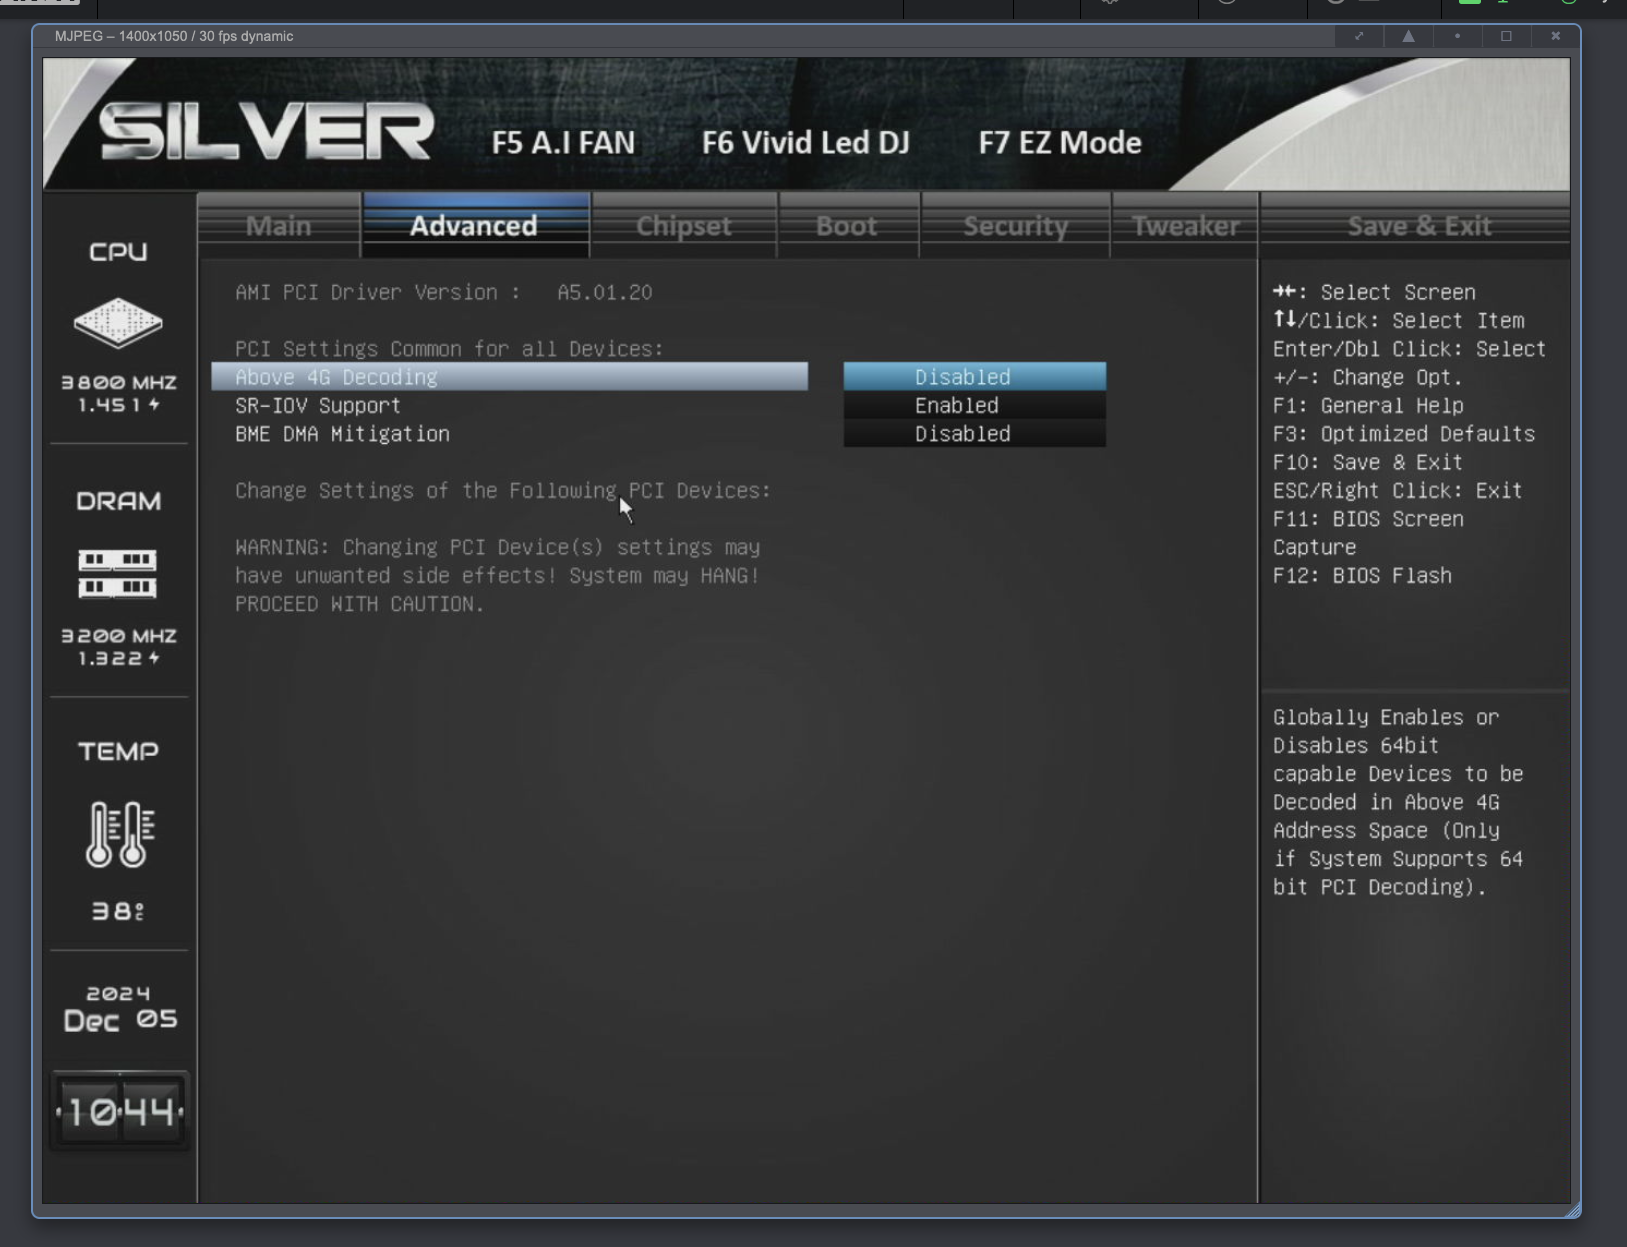 MJPEG – 1400x1050 / 30 fps dynamic
SILVER
F5 A.I FAN F6 Vivid Led DJ F7 EZ Mode
Main Advanced Chipset Boot Security Tweaker Save & Exit
CPU
3800 MHZ
1.451
DRAM
3200 MHZ
1.322
TEMP
38°C
2024
Dec 05
10:44
AMI PCI Driver Version : A5.01.20
PCI Settings Common for all Devices:
Above 4G Decoding Disabled
SR-IOV Support Enabled
BME DMA Mitigation Disabled
Change Settings of the Following PCI Devices:
WARNING: Changing PCI Device(s) settings may
have unwanted side effects! System may HANG!
PROCEED WITH CAUTION.
→←: Select Screen
↑↓/Click: Select Item
Enter/Dbl Click: Select
+/-: Change Opt.
F1: General Help
F3: Optimized Defaults
F10: Save & Exit
ESC/Right Click: Exit
F11: BIOS Screen
Capture
F12: BIOS Flash
Globally Enables or
Disables 64bit
capable Devices to be
Decoded in Above 4G
Address Space (Only
if System Supports 64
bit PCI Decoding).